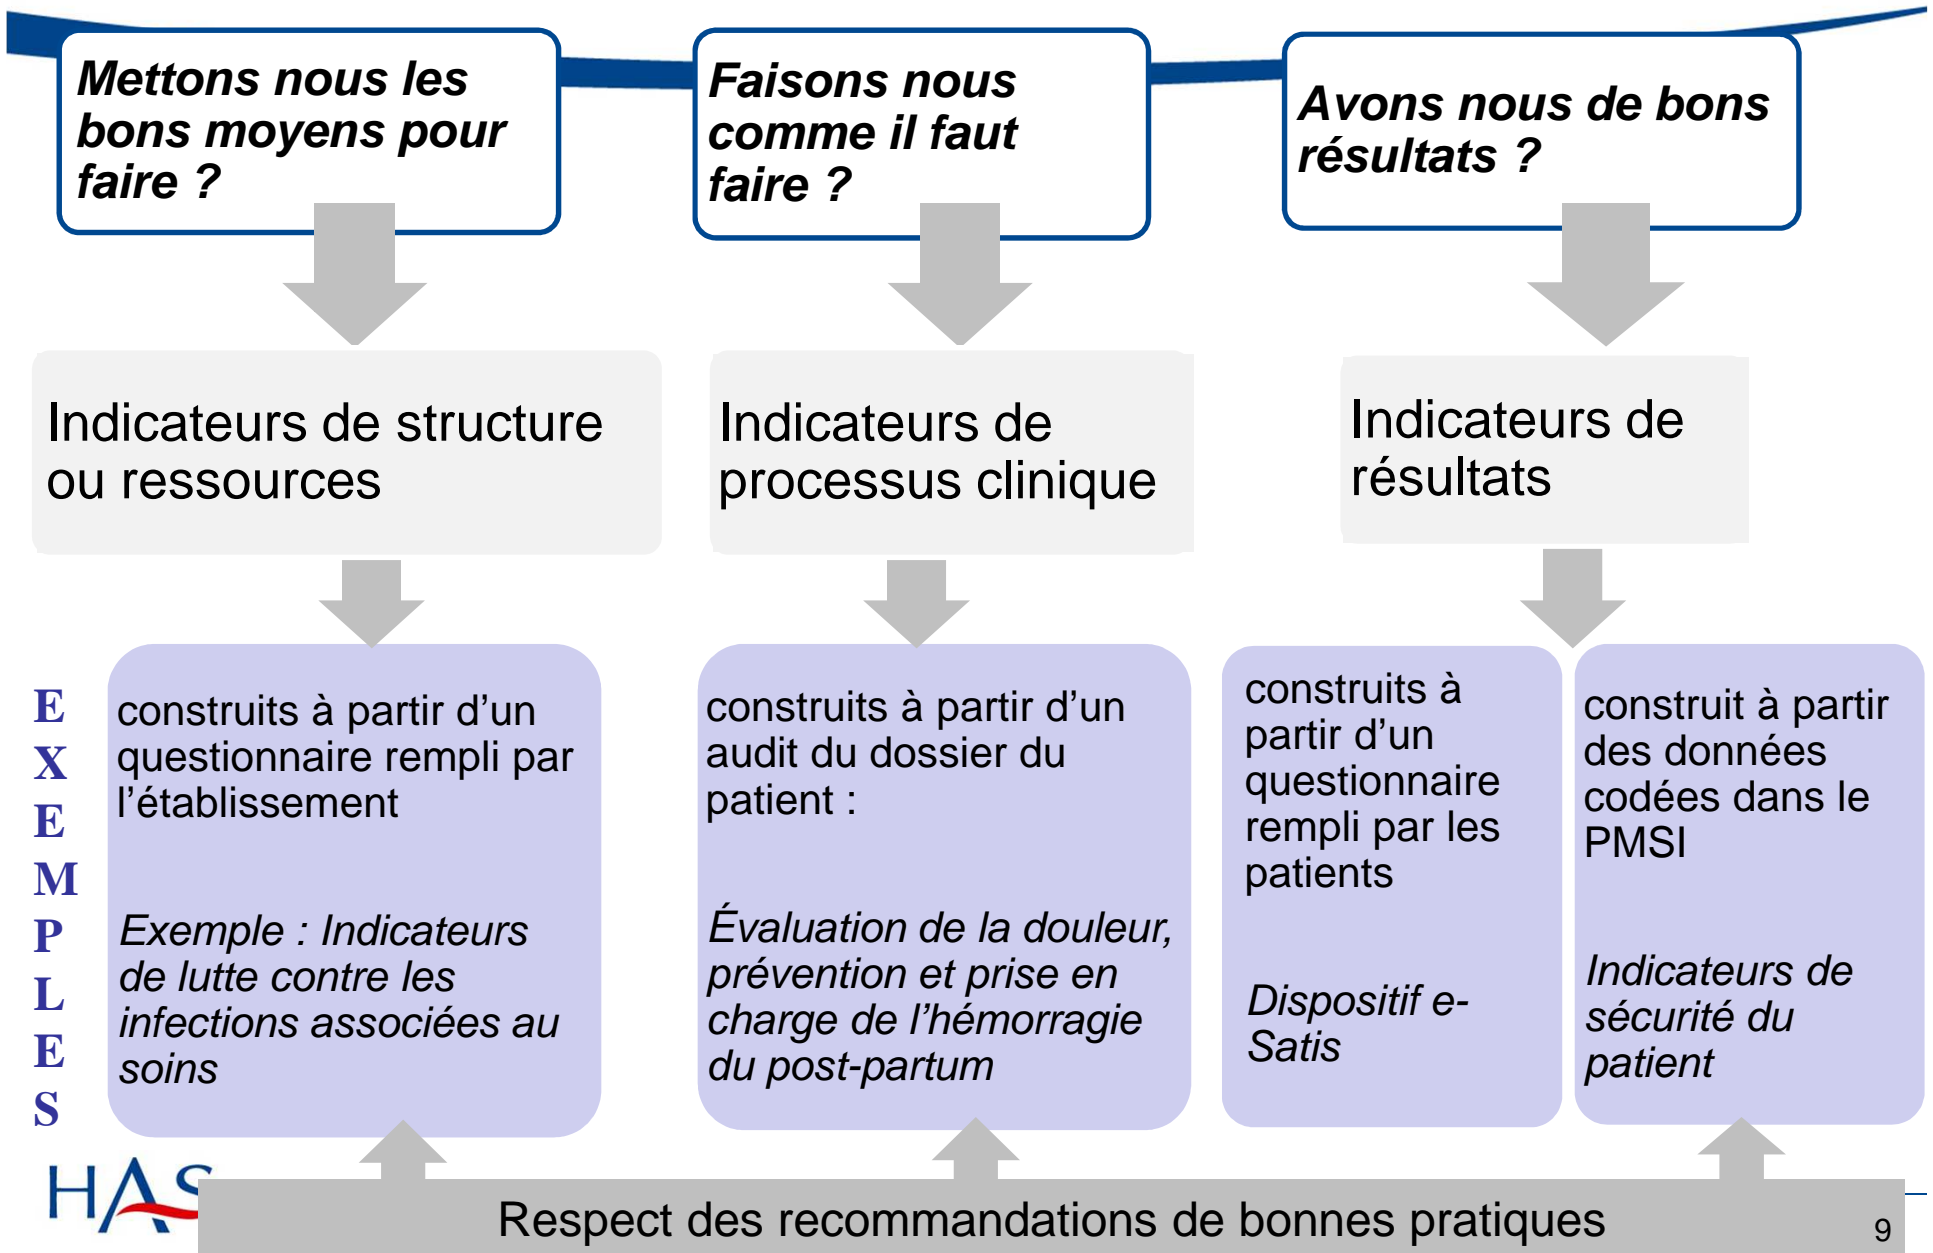 Mettons nous les
bons moyens pour
faire ?
Faisons nous
comme il faut
faire ?
Avons nous de bons
résultats ?
Indicateurs de structure
ou ressources
Indicateurs de
processus clinique
Indicateurs de
résultats
E
X
E
M
P
L
E
S
construits à partir d’un
questionnaire rempli par
l’établissement
Exemple : Indicateurs
de lutte contre les
infections associées au
soins
construits à partir d’un
audit du dossier du
patient :
Évaluation de la douleur,
prévention et prise en
charge de l’hémorragie
du post-partum
construits à
partir d’un
questionnaire
rempli par les
patients
Dispositif e-
Satis
construit à partir
des données
codées dans le
PMSI
Indicateurs de
sécurité du
patient
HAS
Respect des recommandations de bonnes pratiques
9